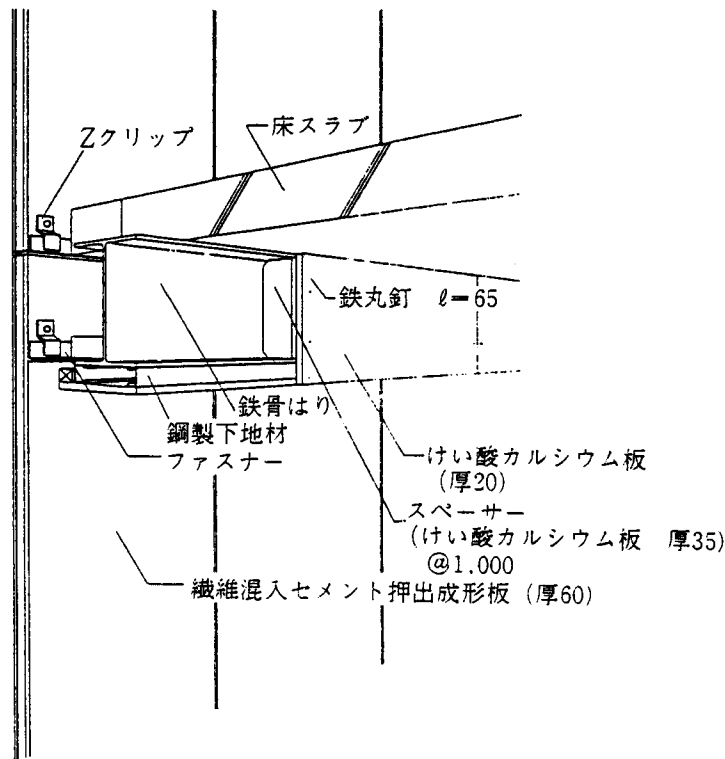 Zクリップ
床スラブ
鉄丸釘 ℓ=65
鉄骨はり
鋼製下地材
ファスナー
けい酸カルシウム板
(厚20)
スペーサー
(けい酸カルシウム板 厚35)
@1.000
繊維混入セメント押出成形板 (厚60)